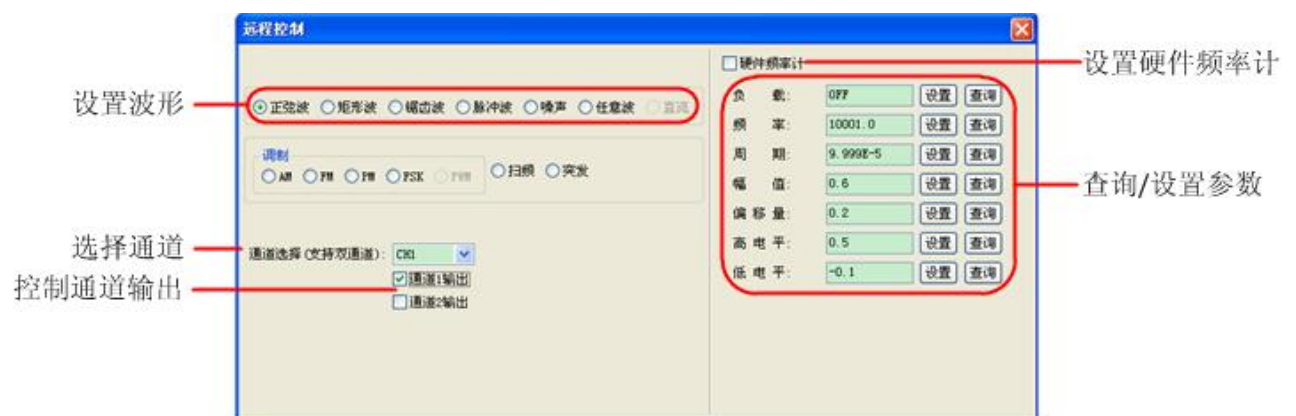 远程控制
硬件频率计
设置硬件频率计
设置波形
正弦波 矩形波 锯齿波 脉冲波 噪声 任意波 直流
调制
AM FM PM FSK PWM 扫频 突发
选择通道
通道选择(支持双通道): CH1
控制通道输出
通道1输出
通道2输出
负 载: OFF 设置 查询
频 率: 10001.0 设置 查询
周 期: 9.999E-5 设置 查询
幅 值: 0.6 设置 查询
偏 移 量: 0.2 设置 查询
高 电 平: 0.5 设置 查询
低 电 平: -0.1 设置 查询
查询/设置参数